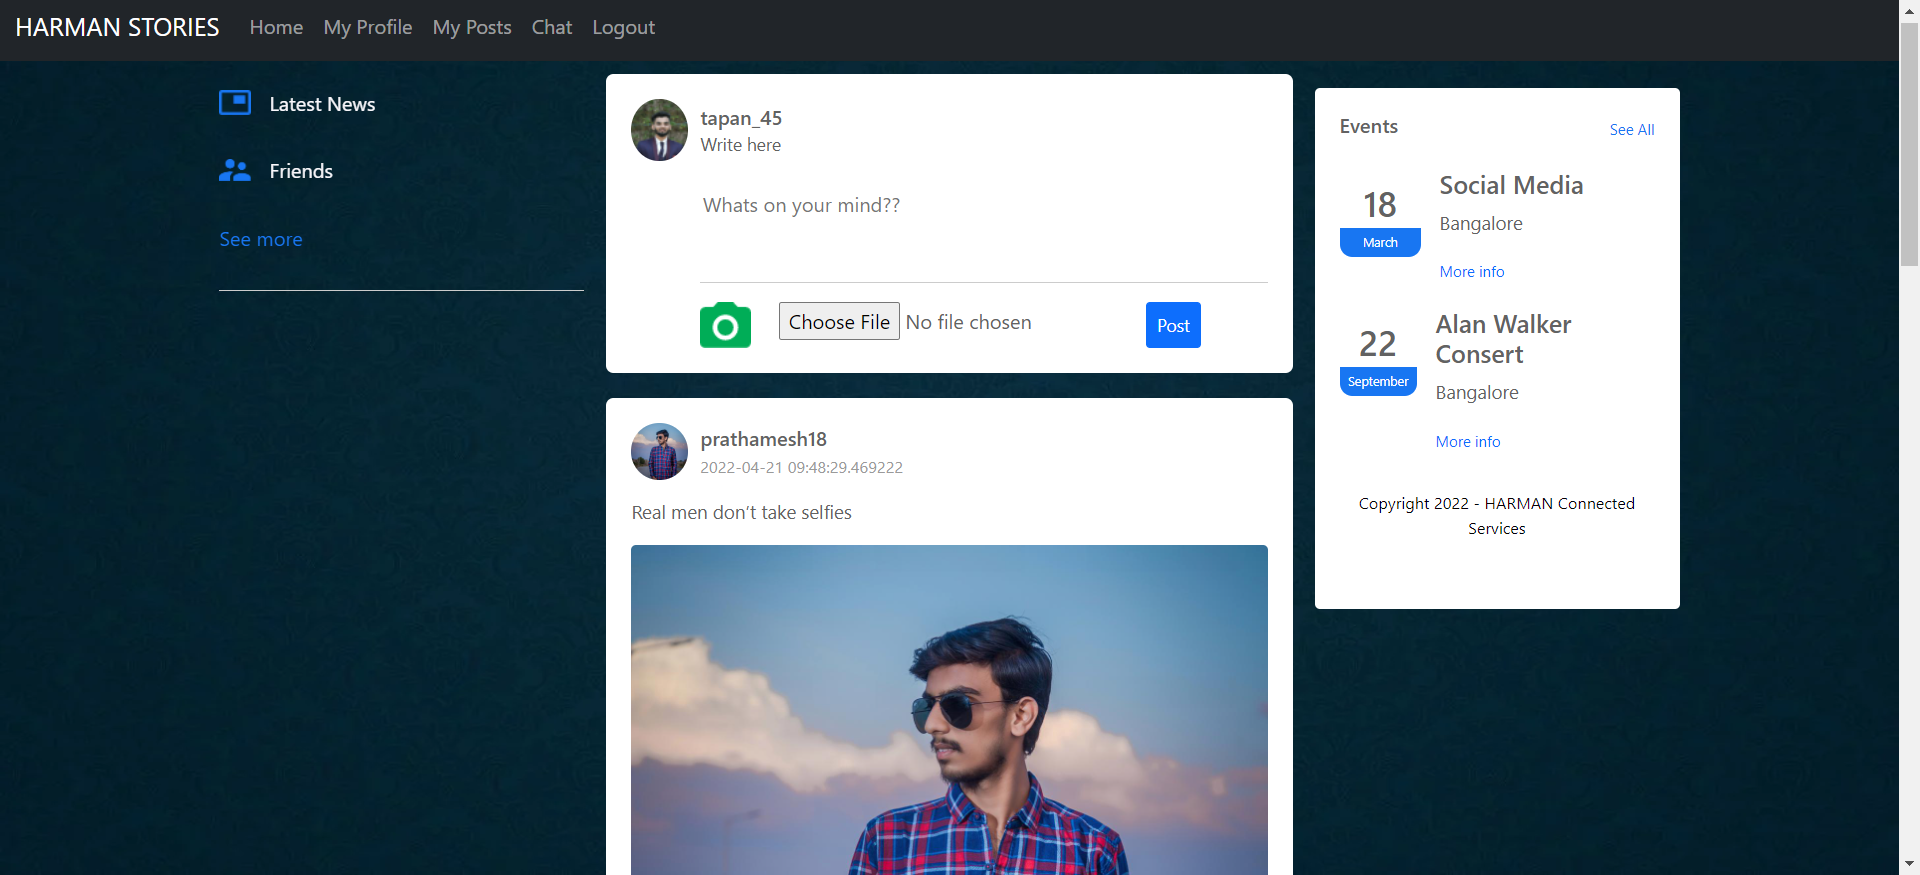 HARMAN STORIES Home My Profile My Posts Chat Logout
Latest News
Friends
See more
tapan_45
Write here
Whats on your mind??
Choose File No file chosen
Post
prathamesh18
2022-04-21 09:48:29.469222
Real men don't take selfies
Events
See All
18
March
Social Media
Bangalore
More info
22
September
Alan Walker
Consert
Bangalore
More info
Copyright 2022 - HARMAN Connected
Services